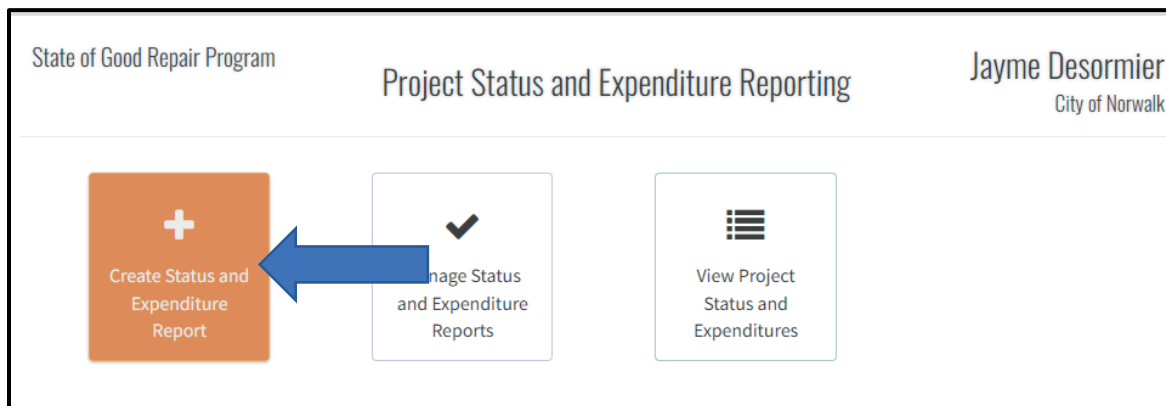 State of Good Repair Program
Project Status and Expenditure Reporting
Jayme Desormier
City of Norwalk
Create Status and
Expenditure
Report
nage Status
and Expenditure
Reports
View Project
Status and
Expenditures